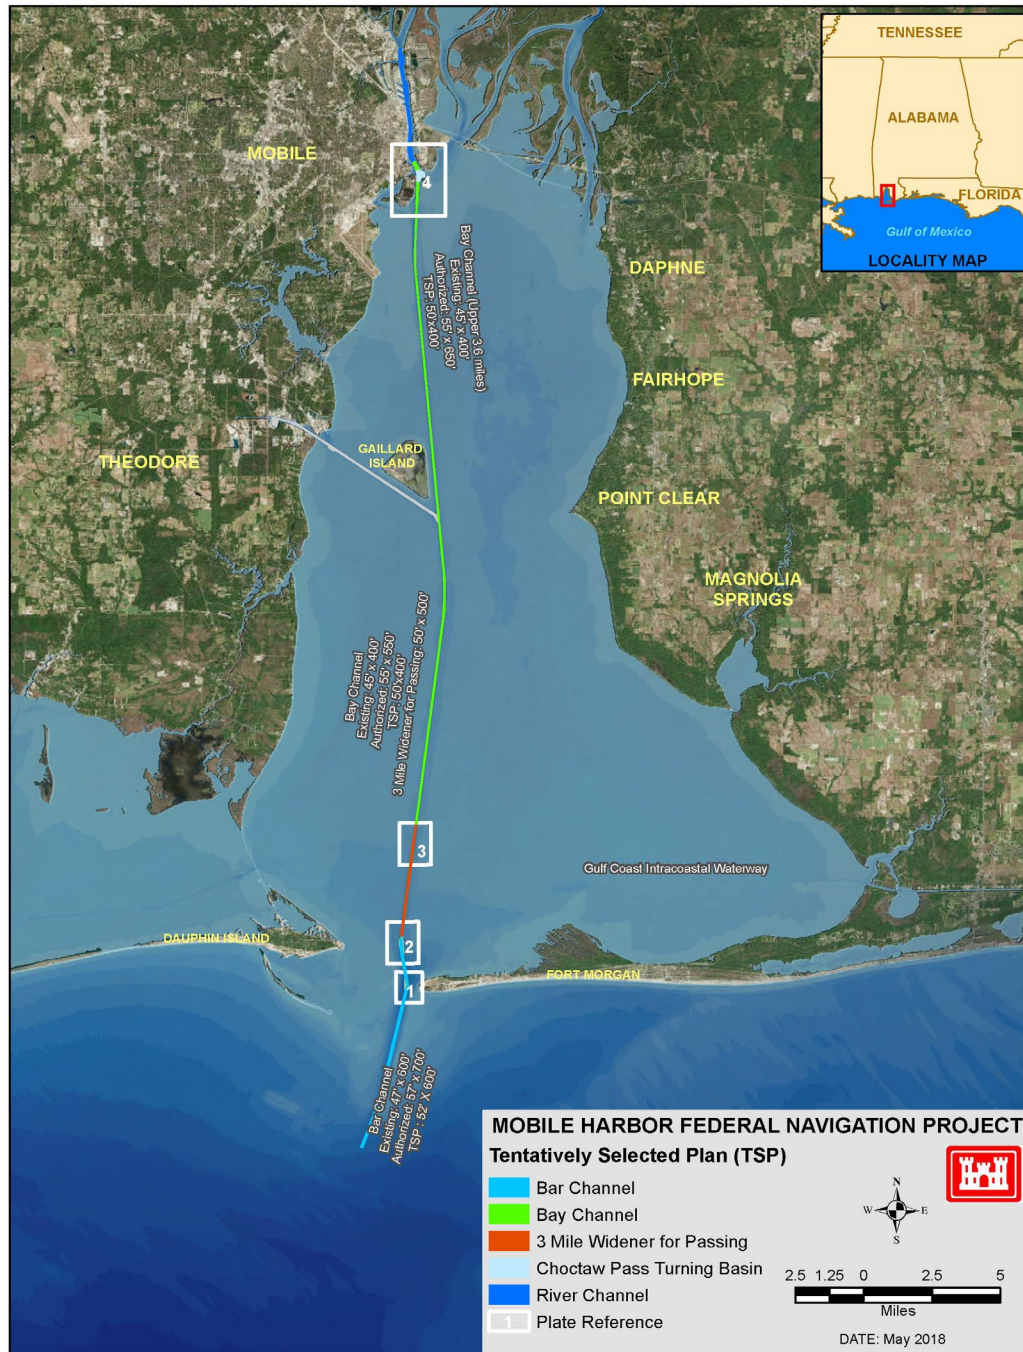 TENNESSEE
ALABAMA
FLORIDA
Gulf of Mexico
LOCALITY MAP
MOBILE
4
Bay Channel (Upper 3.6 miles)
Existing: 45' x 400'
Authorized: 55' x 650'
TSP: 50'x400'
DAPHNE
FAIRHOPE
THEODORE
GAILLARD
ISLAND
POINT CLEAR
MAGNOLIA
SPRINGS
Bay Channel
Existing: 45' x 400'
Authorized: 55' x 550'
TSP: 50'x400'
3 Mile Widener for Passing: 50' x 500'
3
Gulf Coast Intracoastal Waterway
DAUPHIN ISLAND
2
FORT MORGAN
1
Bar Channel
Existing: 47' x 600'
Authorized: 57' x 700'
TSP : 52' X 600'
MOBILE HARBOR FEDERAL NAVIGATION PROJECT
Tentatively Selected Plan (TSP)
Bar Channel
Bay Channel
3 Mile Widener for Passing
Choctaw Pass Turning Basin
River Channel
1 Plate Reference
N
W E
S
2.5 1.25 0 2.5 5
Miles
DATE: May 2018